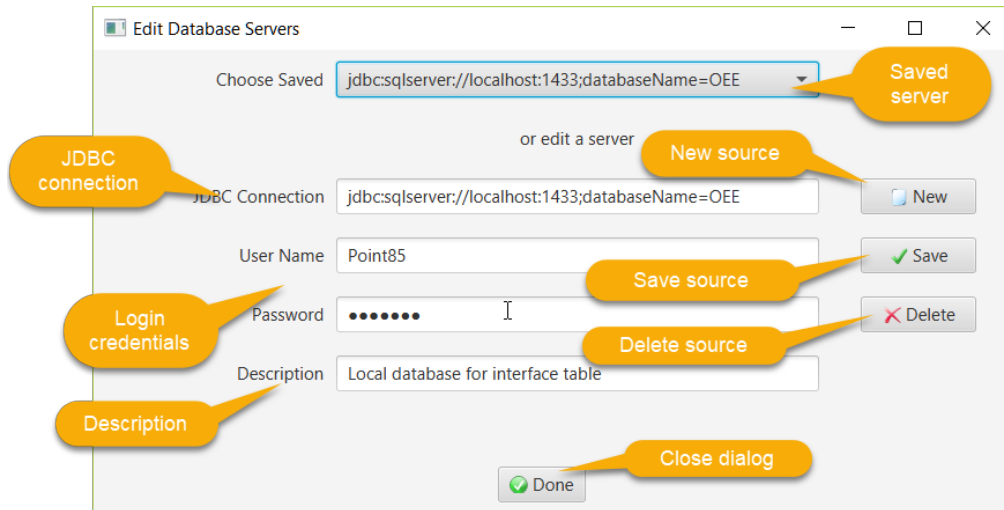 Edit Database Servers
Choose Saved
jdbc:sqlserver://localhost:1433;databaseName=OEE
Saved
server
or edit a server
New source
JDBC
connection
JDBC Connection
jdbc:sqlserver://localhost:1433;databaseName=OEE
New
User Name
Point85
Save
Save source
Login
credentials
Password
●●●●●●●
Delete
Delete source
Description
Local database for interface table
Description
Close dialog
Done